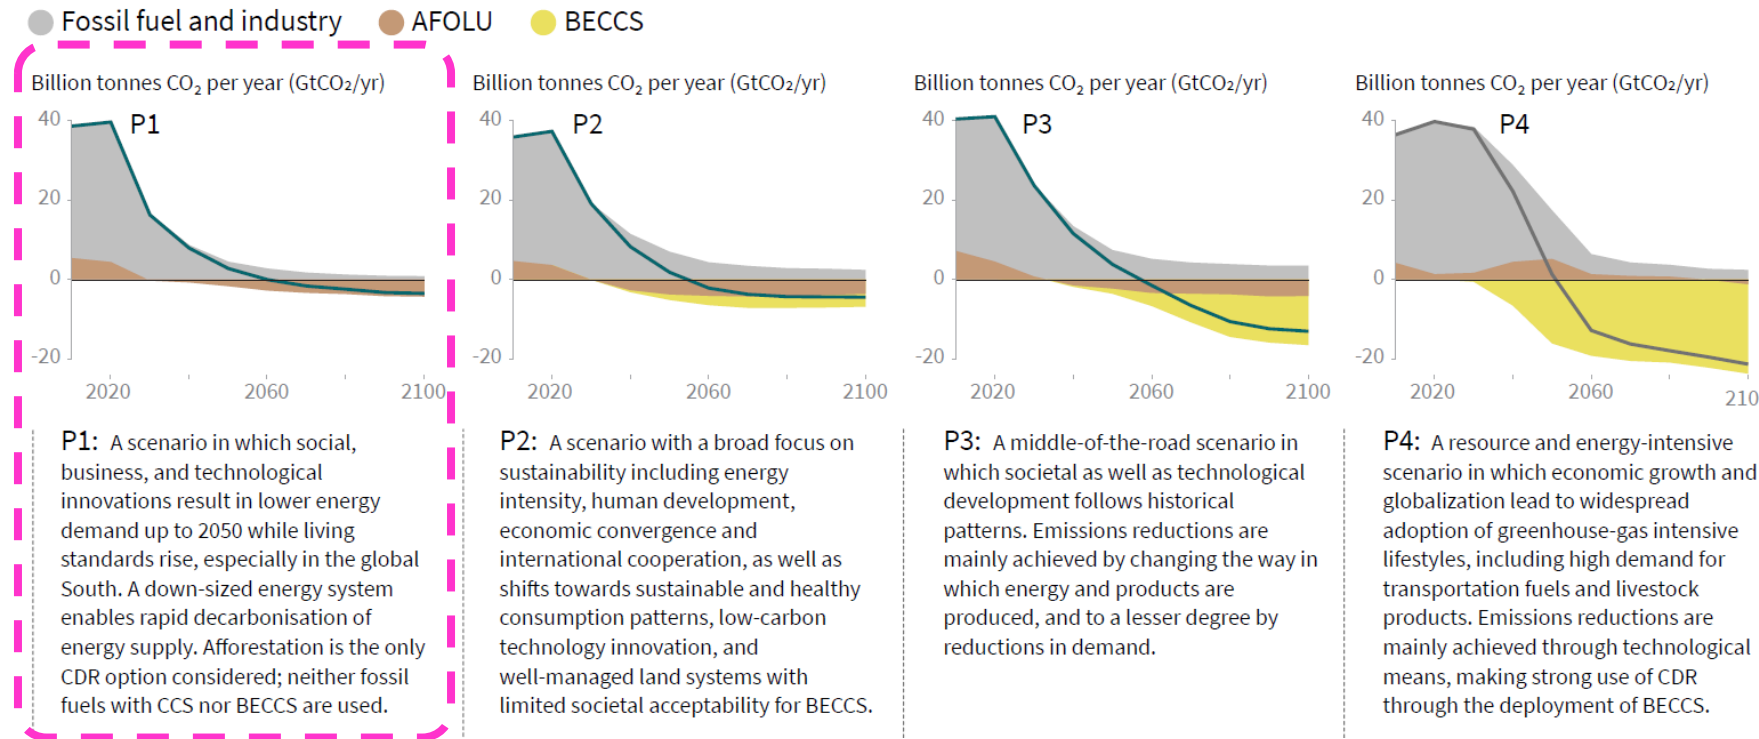 Fossil fuel and industry AFOLU BECCS
Billion tonnes CO₂ per year (GtCO₂/yr)
40
20
0
-20
P1
2020 2060 2100
P1: A scenario in which social,
business, and technological
innovations result in lower energy
demand up to 2050 while living
standards rise, especially in the global
South. A down-sized energy system
enables rapid decarbonisation of
energy supply. Afforestation is the only
CDR option considered; neither fossil
fuels with CCS nor BECCS are used.
Billion tonnes CO₂ per year (GtCO₂/yr)
40
20
0
-20
P2
2020 2060 2100
P2: A scenario with a broad focus on
sustainability including energy
intensity, human development,
economic convergence and
international cooperation, as well as
shifts towards sustainable and healthy
consumption patterns, low-carbon
technology innovation, and
well-managed land systems with
limited societal acceptability for BECCS.
Billion tonnes CO₂ per year (GtCO₂/yr)
40
20
0
-20
P3
2020 2060 2100
P3: A middle-of-the-road scenario in
which societal as well as technological
development follows historical
patterns. Emissions reductions are
mainly achieved by changing the way in
which energy and products are
produced, and to a lesser degree by
reductions in demand.
Billion tonnes CO₂ per year (GtCO₂/yr)
40
20
0
-20
P4
2020 2060 210
P4: A resource and energy-intensive
scenario in which economic growth and
globalization lead to widespread
adoption of greenhouse-gas intensive
lifestyles, including high demand for
transportation fuels and livestock
products. Emissions reductions are
mainly achieved through technological
means, making strong use of CDR
through the deployment of BECCS.